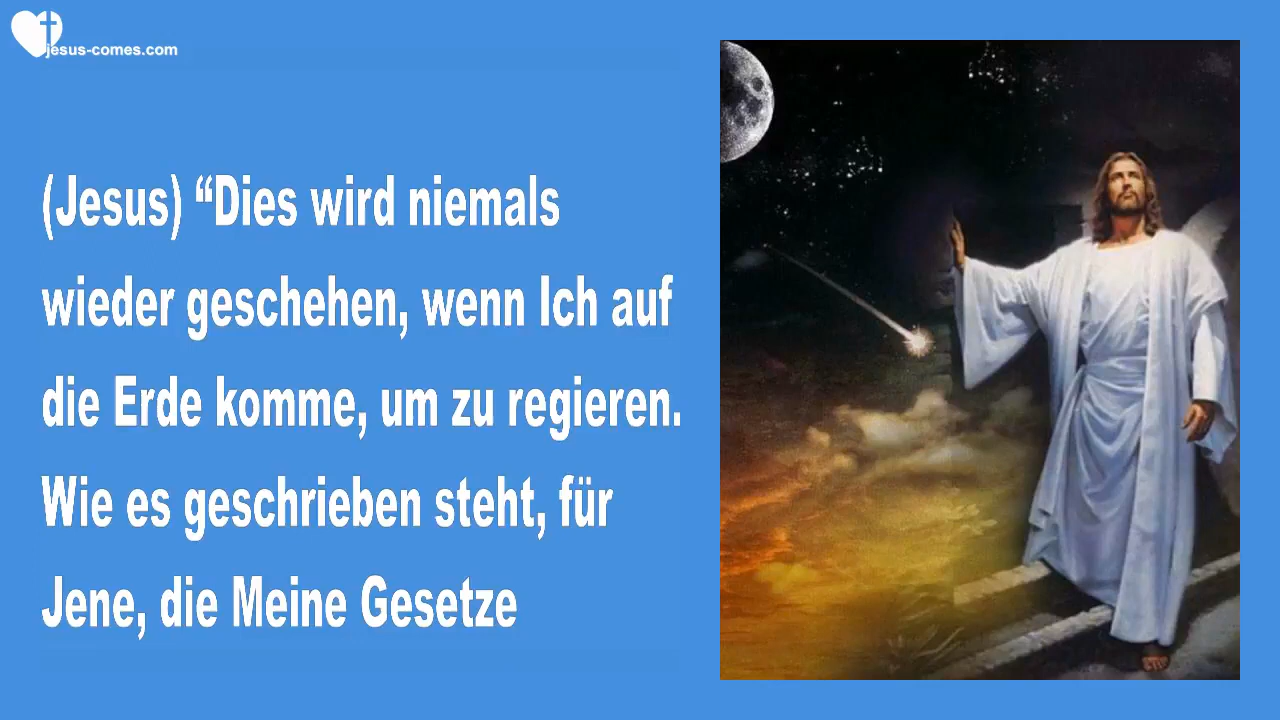 jesus-comes.com
(Jesus) “Dies wird niemals
wieder geschehen, wenn Ich auf
die Erde komme, um zu regieren.
Wie es geschrieben steht, für
Jene, die Meine Gesetze